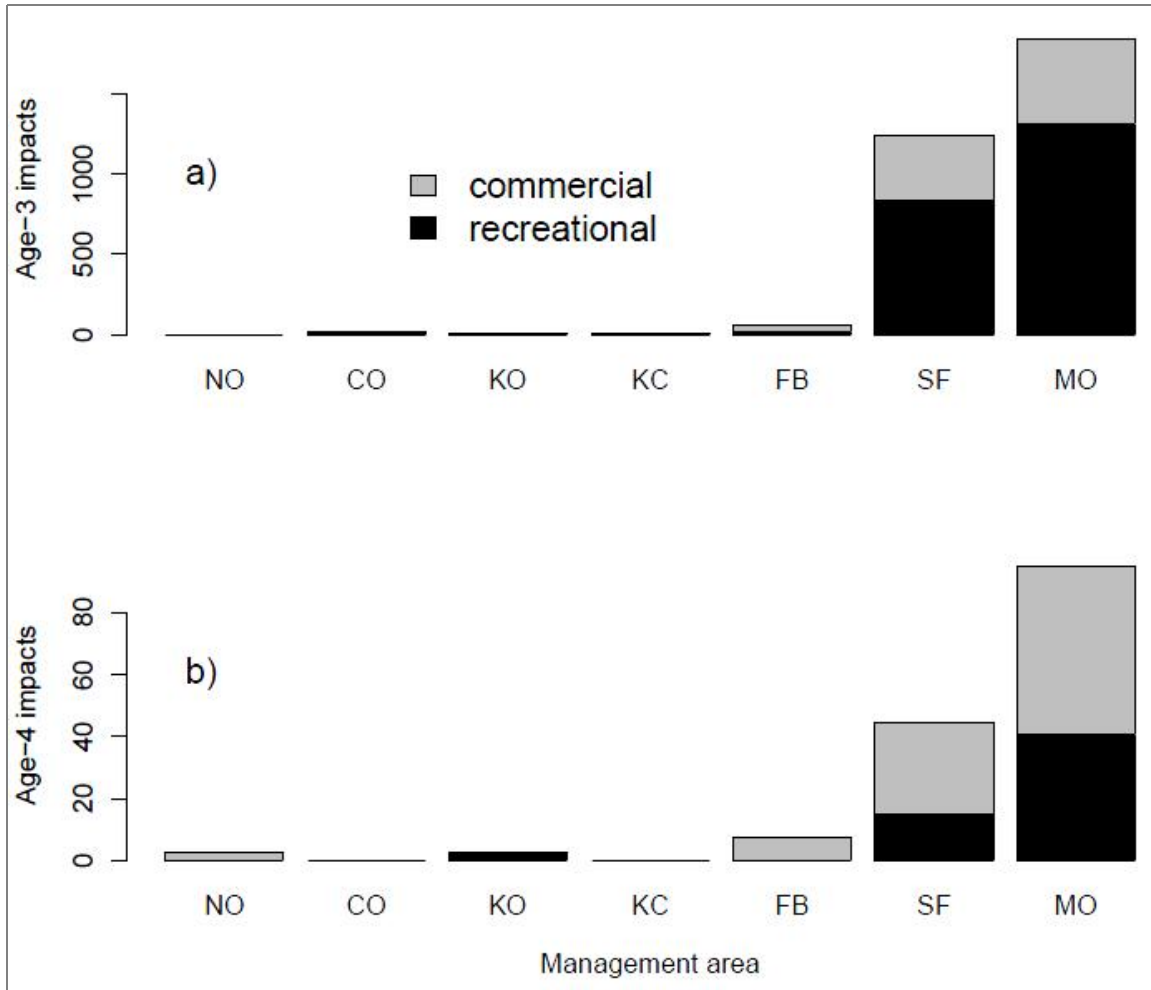 Age-3 impacts
1000
500
0
a)
commercial
recreational
NO CO KO KC FB SF MO
Age-4 impacts
80
60
40
20
0
b)
NO CO KO KC FB SF MO
Management area